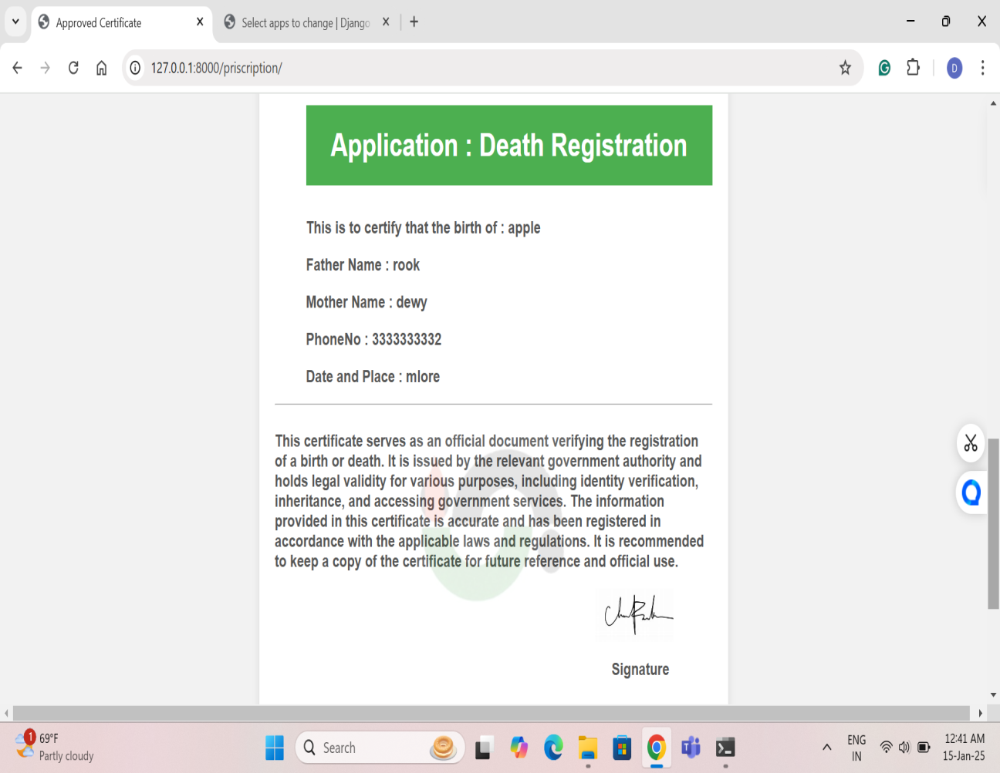 Approved Certificate
Select apps to change | Django
127.0.0.1:8000/priscription/
D
Application : Death Registration
This is to certify that the birth of : apple
Father Name : rook
Mother Name : dewy
PhoneNo : 3333333332
Date and Place : mlore
This certificate serves as an official document verifying the registration
of a birth or death. It is issued by the relevant government authority and
holds legal validity for various purposes, including identity verification,
inheritance, and accessing government services. The information
provided in this certificate is accurate and has been registered in
accordance with the applicable laws and regulations. It is recommended
to keep a copy of the certificate for future reference and official use.
Signature
1
69°F
Partly cloudy
Search
ENG
IN
12:41 AM
15-Jan-25